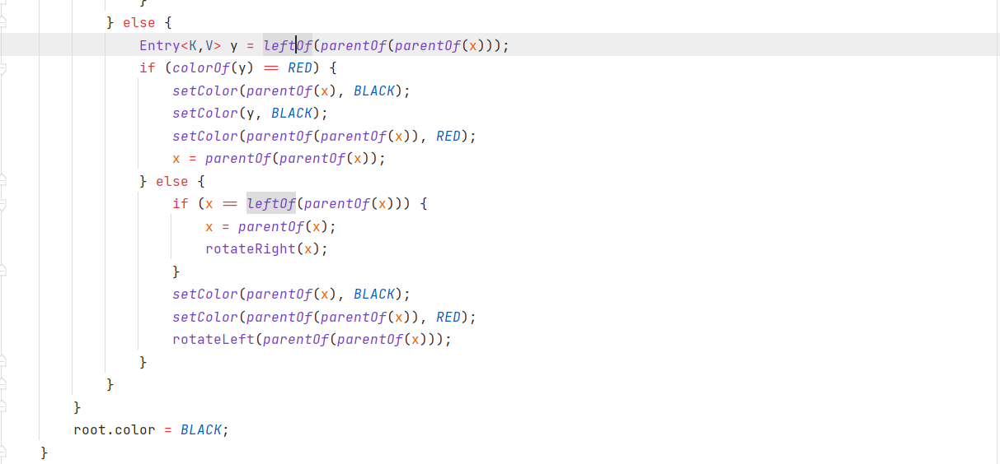 }
} else {
Entry<K,V> y = leftOf(parentOf(parentOf(x)));
if (colorOf(y) == RED) {
setColor(parentOf(x), BLACK);
setColor(y, BLACK);
setColor(parentOf(parentOf(x)), RED);
x = parentOf(parentOf(x));
} else {
if (x == leftOf(parentOf(x))) {
x = parentOf(x);
rotateRight(x);
}
setColor(parentOf(x), BLACK);
setColor(parentOf(parentOf(x)), RED);
rotateLeft(parentOf(parentOf(x)));
}
}
}
root.color = BLACK;
}